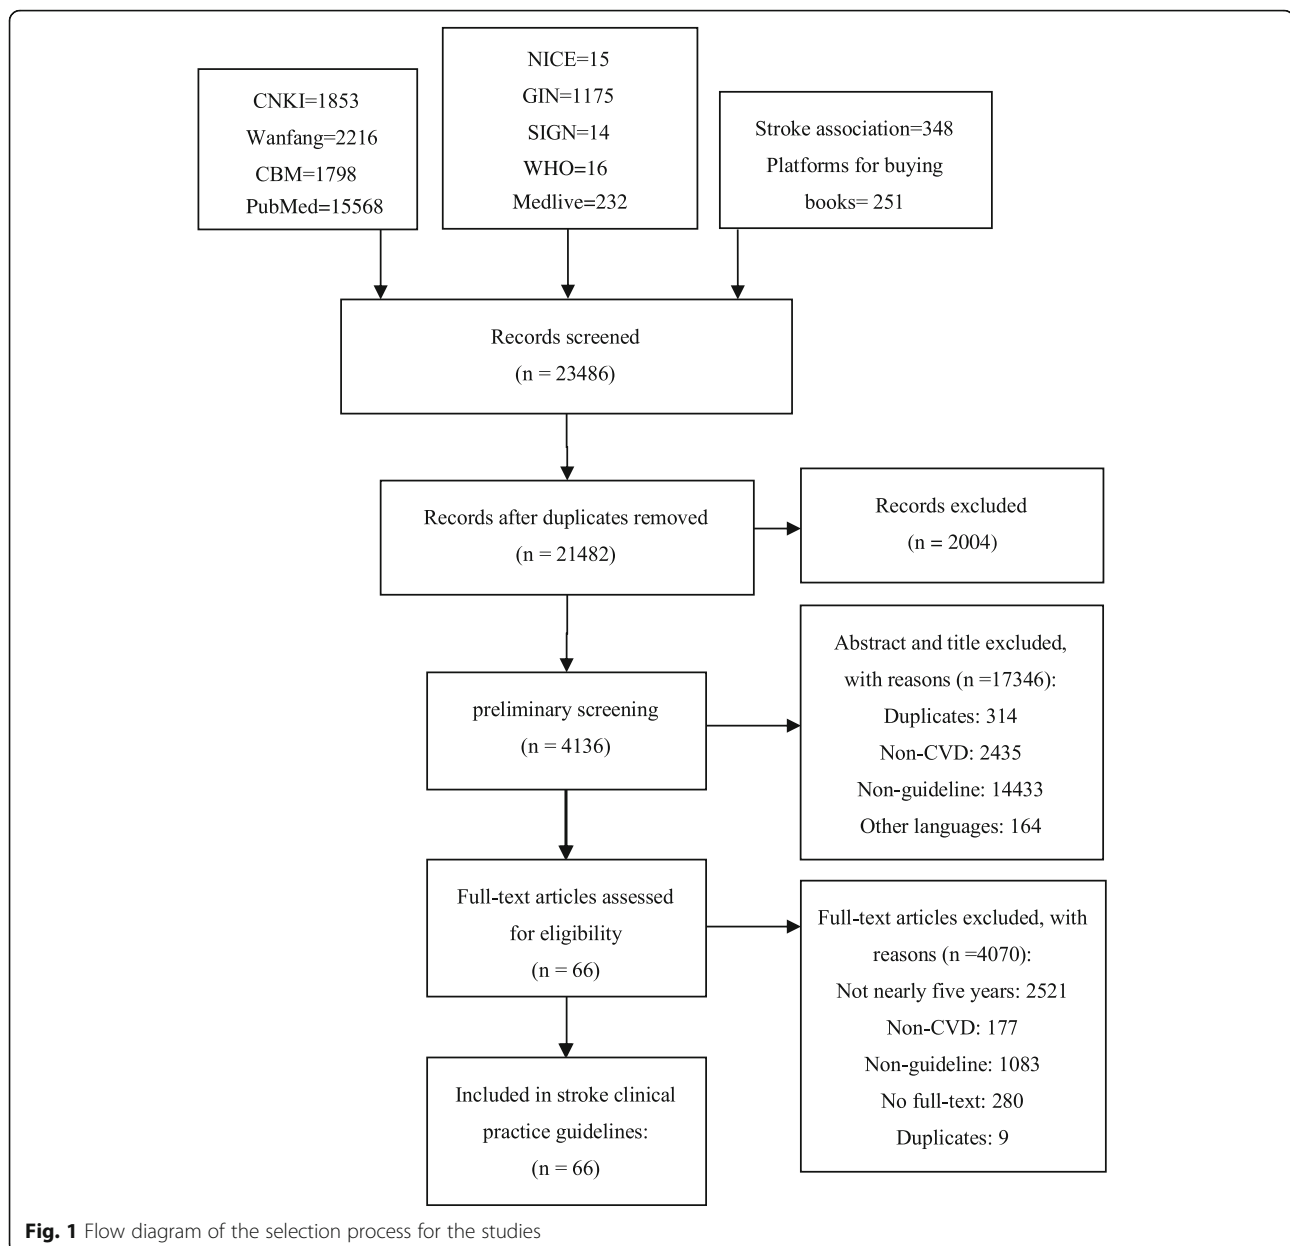 CNKI=1853
Wanfang=2216
CBM=1798
PubMed=15568
NICE=15
GIN=1175
SIGN=14
WHO=16
Medlive=232
Stroke association=348
Platforms for buying
books= 251
Records screened
(n = 23486)
Records after duplicates removed
(n = 21482)
Records excluded
(n = 2004)
preliminary screening
(n = 4136)
Abstract and title excluded,
with reasons (n =17346):
Duplicates: 314
Non-CVD: 2435
Non-guideline: 14433
Other languages: 164
Full-text articles assessed
for eligibility
(n = 66)
Full-text articles excluded, with
reasons (n =4070):
Not nearly five years: 2521
Non-CVD: 177
Non-guideline: 1083
No full-text: 280
Duplicates: 9
Included in stroke clinical
practice guidelines:
(n = 66)
Fig. 1 Flow diagram of the selection process for the studies